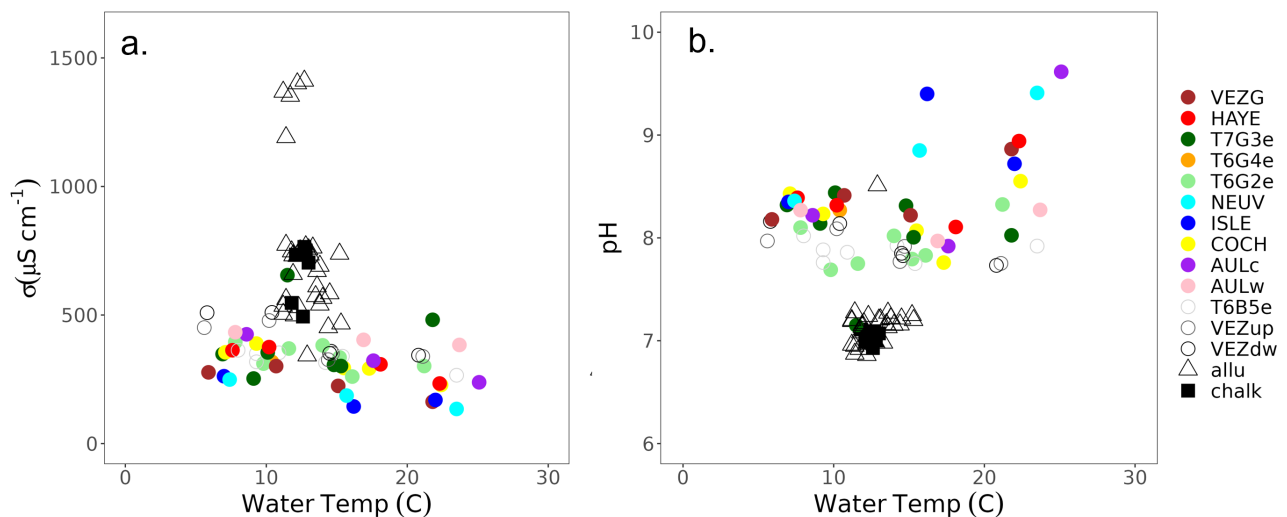 a.
1500
1000
500
0
σ(µS cm⁻¹)
0
10
20
30
Water Temp (C)
b.
10
9
8
7
6
pH
0
10
20
30
Water Temp (C)
VEZG
HAYE
T7G3e
T6G4e
T6G2e
NEUV
ISLE
COCH
AULc
AULw
T6B5e
VEZup
VEZdw
allu
chalk